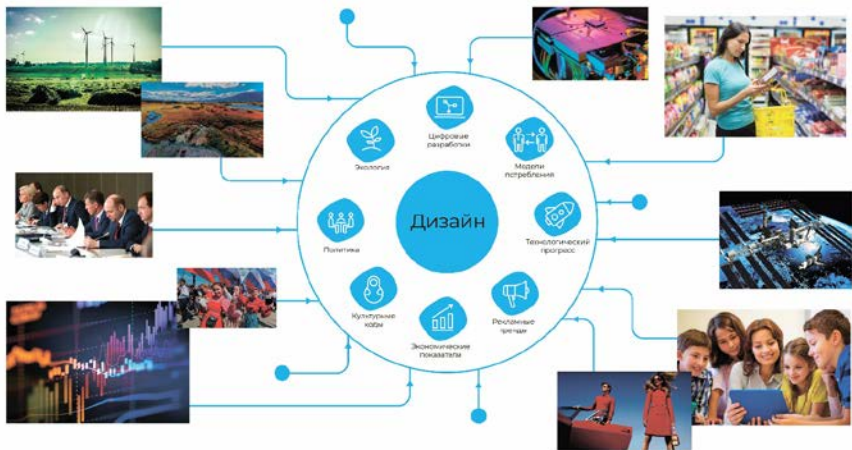 Цифровые
разработки
Экология
Модели
потребления
Дизайн
Политика
Технологический
прогресс
Культурные
коды
Рекламные
тренды
Экономические
показатели